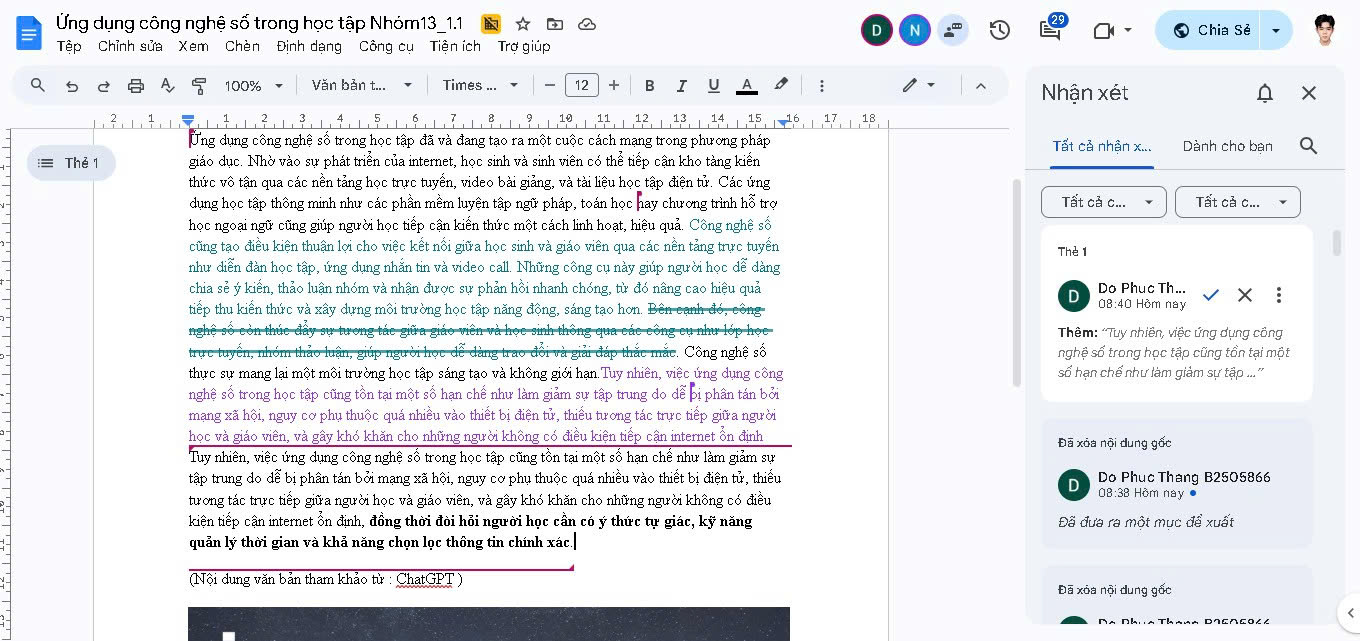 Ứng dụng công nghệ số trong học tập Nhóm13_1.1
Tệp Chỉnh sửa Xem Chèn Định dạng Công cụ Tiện ích Trợ giúp
D N 29 Chia Sẻ
100% Văn bản t... Times ... 12 B I U A
2 1 1 2 3 4 5 6 7 8 9 10 11 12 13 14 15 16 17 18
Thẻ 1
Ứng dụng công nghệ số trong học tập đã và đang tạo ra một cuộc cách mạng trong phương pháp
giáo dục. Nhờ vào sự phát triển của internet, học sinh và sinh viên có thể tiếp cận kho tàng kiến
thức vô tận qua các nền tảng học trực tuyến, video bài giảng, và tài liệu học tập điện tử. Các ứng
dụng học tập thông minh như các phần mềm luyện tập ngữ pháp, toán học hay chương trình hỗ trợ
học ngoại ngữ cũng giúp người học tiếp cận kiến thức một cách linh hoạt, hiệu quả. Công nghệ số
cũng tạo điều kiện thuận lợi cho việc kết nối giữa học sinh và giáo viên qua các nền tảng trực tuyến
như diễn đàn học tập, ứng dụng nhắn tin và video call. Những công cụ này giúp người học dễ dàng
chia sẻ ý kiến, thảo luận nhóm và nhận được sự phản hồi nhanh chóng, từ đó nâng cao hiệu quả
tiếp thu kiến thức và xây dựng môi trường học tập năng động, sáng tạo hơn. Bên cạnh đó, công
nghệ số còn thúc đẩy sự tương tác giữa giáo viên và học sinh thông qua các công cụ như lớp học
trực tuyến, nhóm thảo luận, giúp người học dễ dàng trao đổi và giải đáp thắc mắc. Công nghệ số
thực sự mang lại một môi trường học tập sáng tạo và không giới hạn.Tuy nhiên, việc ứng dụng công
nghệ số trong học tập cũng tồn tại một số hạn chế như làm giảm sự tập trung do dễ bị phân tán bởi
mạng xã hội, nguy cơ phụ thuộc quá nhiều vào thiết bị điện tử, thiếu tương tác trực tiếp giữa người
học và giáo viên, và gây khó khăn cho những người không có điều kiện tiếp cận internet ổn định
Tuy nhiên, việc ứng dụng công nghệ số trong học tập cũng tồn tại một số hạn chế như làm giảm sự
tập trung do dễ bị phân tán bởi mạng xã hội, nguy cơ phụ thuộc quá nhiều vào thiết bị điện tử, thiếu
tương tác trực tiếp giữa người học và giáo viên, và gây khó khăn cho những người không có điều
kiện tiếp cận internet ổn định, đồng thời đòi hỏi người học cần có ý thức tự giác, kỹ năng
quản lý thời gian và khả năng chọn lọc thông tin chính xác.
(Nội dung văn bản tham khảo từ : ChatGPT )
Nhận xét
Tất cả nhận x... Dành cho bạn
Tất cả c... Tất cả c...
Thẻ 1
D Do Phuc Th...
08:40 Hôm nay
Thêm: “Tuy nhiên, việc ứng dụng công
nghệ số trong học tập cũng tồn tại một
số hạn chế như làm giảm sự tập ...”
Đã xóa nội dung gốc
D Do Phuc Thang B2505866
08:38 Hôm nay
Đã đưa ra một mục đề xuất
Đã xóa nội dung gốc
Do Phuc Thang B2505866